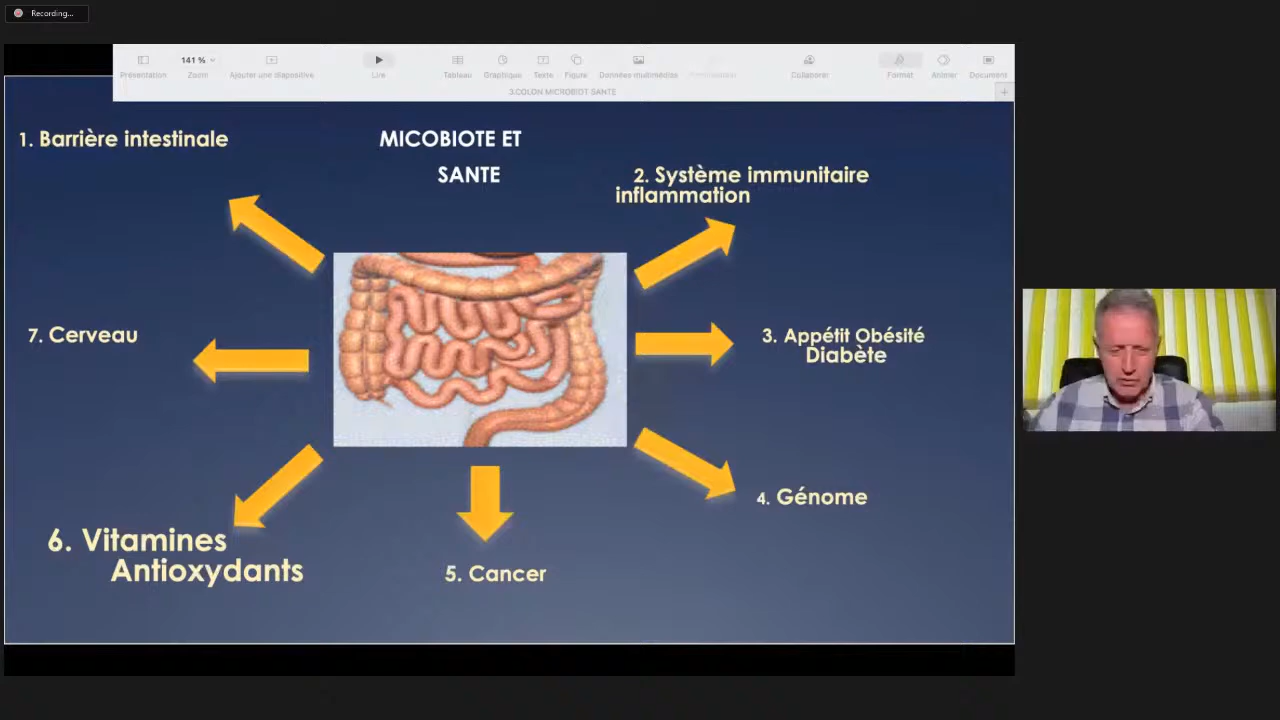 Recording...
141 %
Présentation
Zoom
Ajouter une diapositive
Lire
Tableau
Graphique
Texte
Figure
Données multimédias
Collaborer
Format
Animer
Document
3.COLON MICROBIOT SANTE
1. Barrière intestinale
MICOBIOTE ET
SANTE
2. Système immunitaire
inflammation
7. Cerveau
3. Appétit Obésité
Diabète
4. Génome
6. Vitamines
Antioxydants
5. Cancer